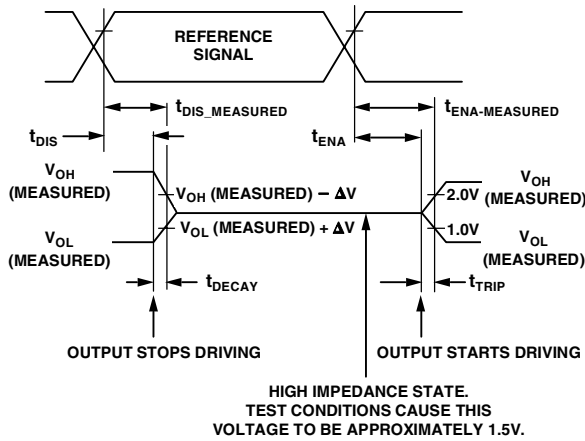 REFERENCE
SIGNAL
tDIS_MEASURED
tENA-MEASURED
tDIS
tENA
VOH
(MEASURED)
VOH (MEASURED) – ΔV
2.0V
VOH
(MEASURED)
VOL
(MEASURED)
VOL (MEASURED) + ΔV
1.0V
VOL
(MEASURED)
tDECAY
tTRIP
OUTPUT STOPS DRIVING
OUTPUT STARTS DRIVING
HIGH IMPEDANCE STATE.
TEST CONDITIONS CAUSE THIS
VOLTAGE TO BE APPROXIMATELY 1.5V.